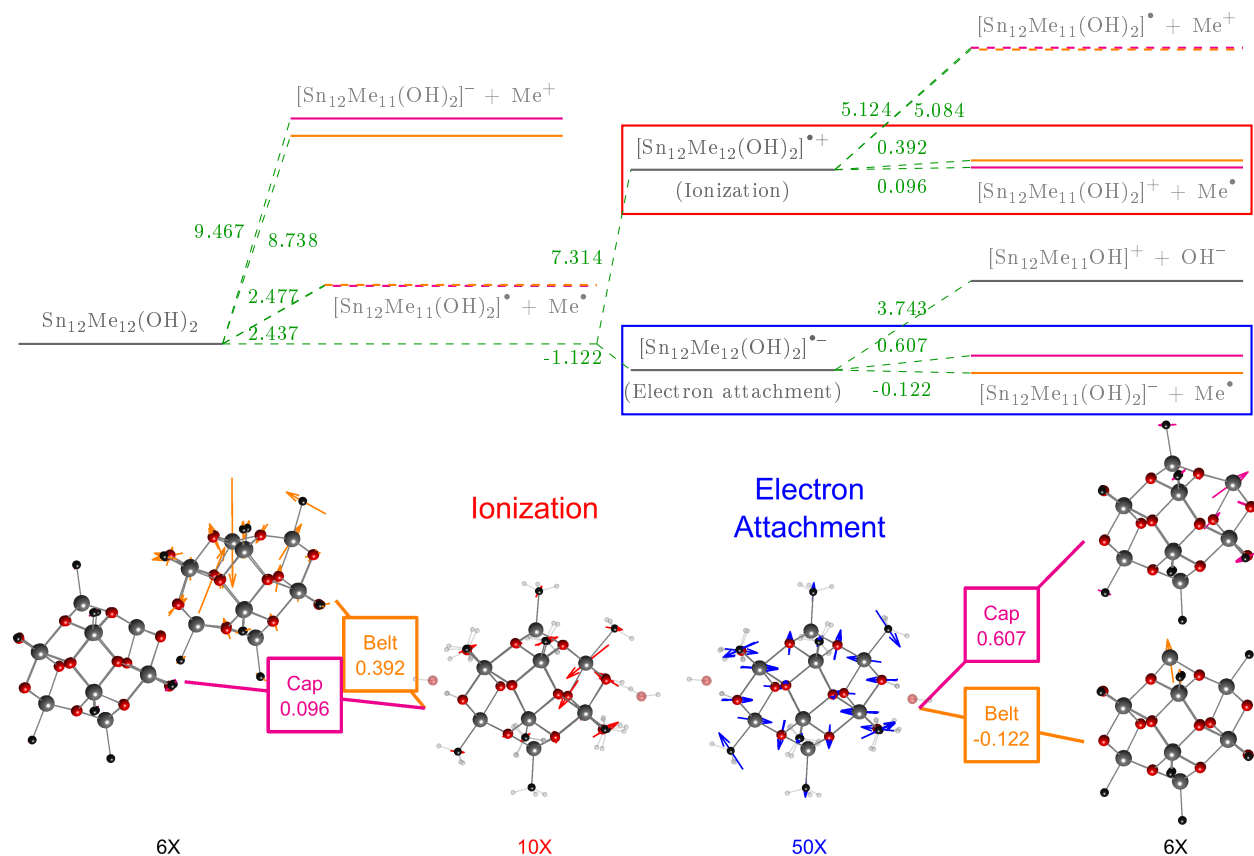 [Sn₁₂Me₁₁(OH)₂]• + Me⁺
[Sn₁₂Me₁₁(OH)₂]⁻ + Me⁺
5.124 5.084
[Sn₁₂Me₁₂(OH)₂]•⁺
0.392
(Ionization)
0.096
[Sn₁₂Me₁₁(OH)₂]⁺ + Me•
9.467
8.738
7.314
[Sn₁₂Me₁₁OH]⁺ + OH⁻
2.477
[Sn₁₂Me₁₁(OH)₂]• + Me•
3.743
Sn₁₂Me₁₂(OH)₂
2.437
-1.122
[Sn₁₂Me₁₂(OH)₂]•⁻
0.607
(Electron attachment)
-0.122
[Sn₁₂Me₁₁(OH)₂]⁻ + Me•
Ionization
Electron
Attachment
Belt
0.392
Cap
0.096
Cap
0.607
Belt
-0.122
6X
10X
50X
6X